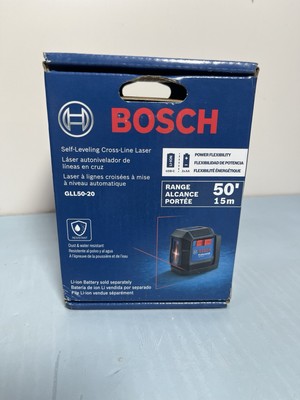 BOSCH
Self-Leveling Cross-Line Laser
Láser autonivelador de
líneas en cruz
Laser à lignes croisées à mise
à niveau automatique
GLL50-20
POWER FLEXIBILITY
FLEXIBILIDAD DE POTENCIA
FLEXIBILITÉ ÉNERGÉTIQUE
RANGE
ALCANCE
PORTÉE
50'
15m
Dust & water resistant
Resistente al polvo y al agua
À l'épreuve de la poussière et de l'eau
Li-ion Battery sold separately
Batería de ion Li vendida por separado
Pile Li-ion vendue séparément